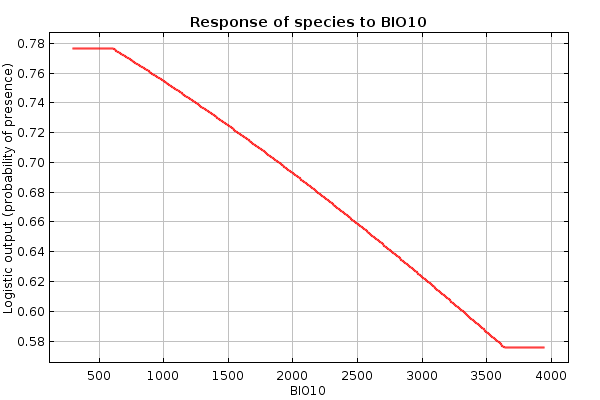 Response of species to BIO10
Logistic output (probability of presence)
0.78
0.76
0.74
0.72
0.70
0.68
0.66
0.64
0.62
0.60
0.58
500 1000 1500 2000 2500 3000 3500 4000
BIO10